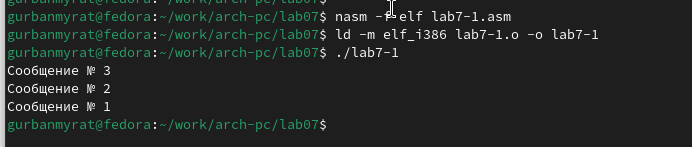 gurbanmyrat@fedora:~/work/arch-pc/lab07$ nasm -f elf lab7-1.asm
gurbanmyrat@fedora:~/work/arch-pc/lab07$ ld -m elf_i386 lab7-1.o -o lab7-1
gurbanmyrat@fedora:~/work/arch-pc/lab07$ ./lab7-1
Сообщение № 3
Сообщение № 2
Сообщение № 1
gurbanmyrat@fedora:~/work/arch-pc/lab07$